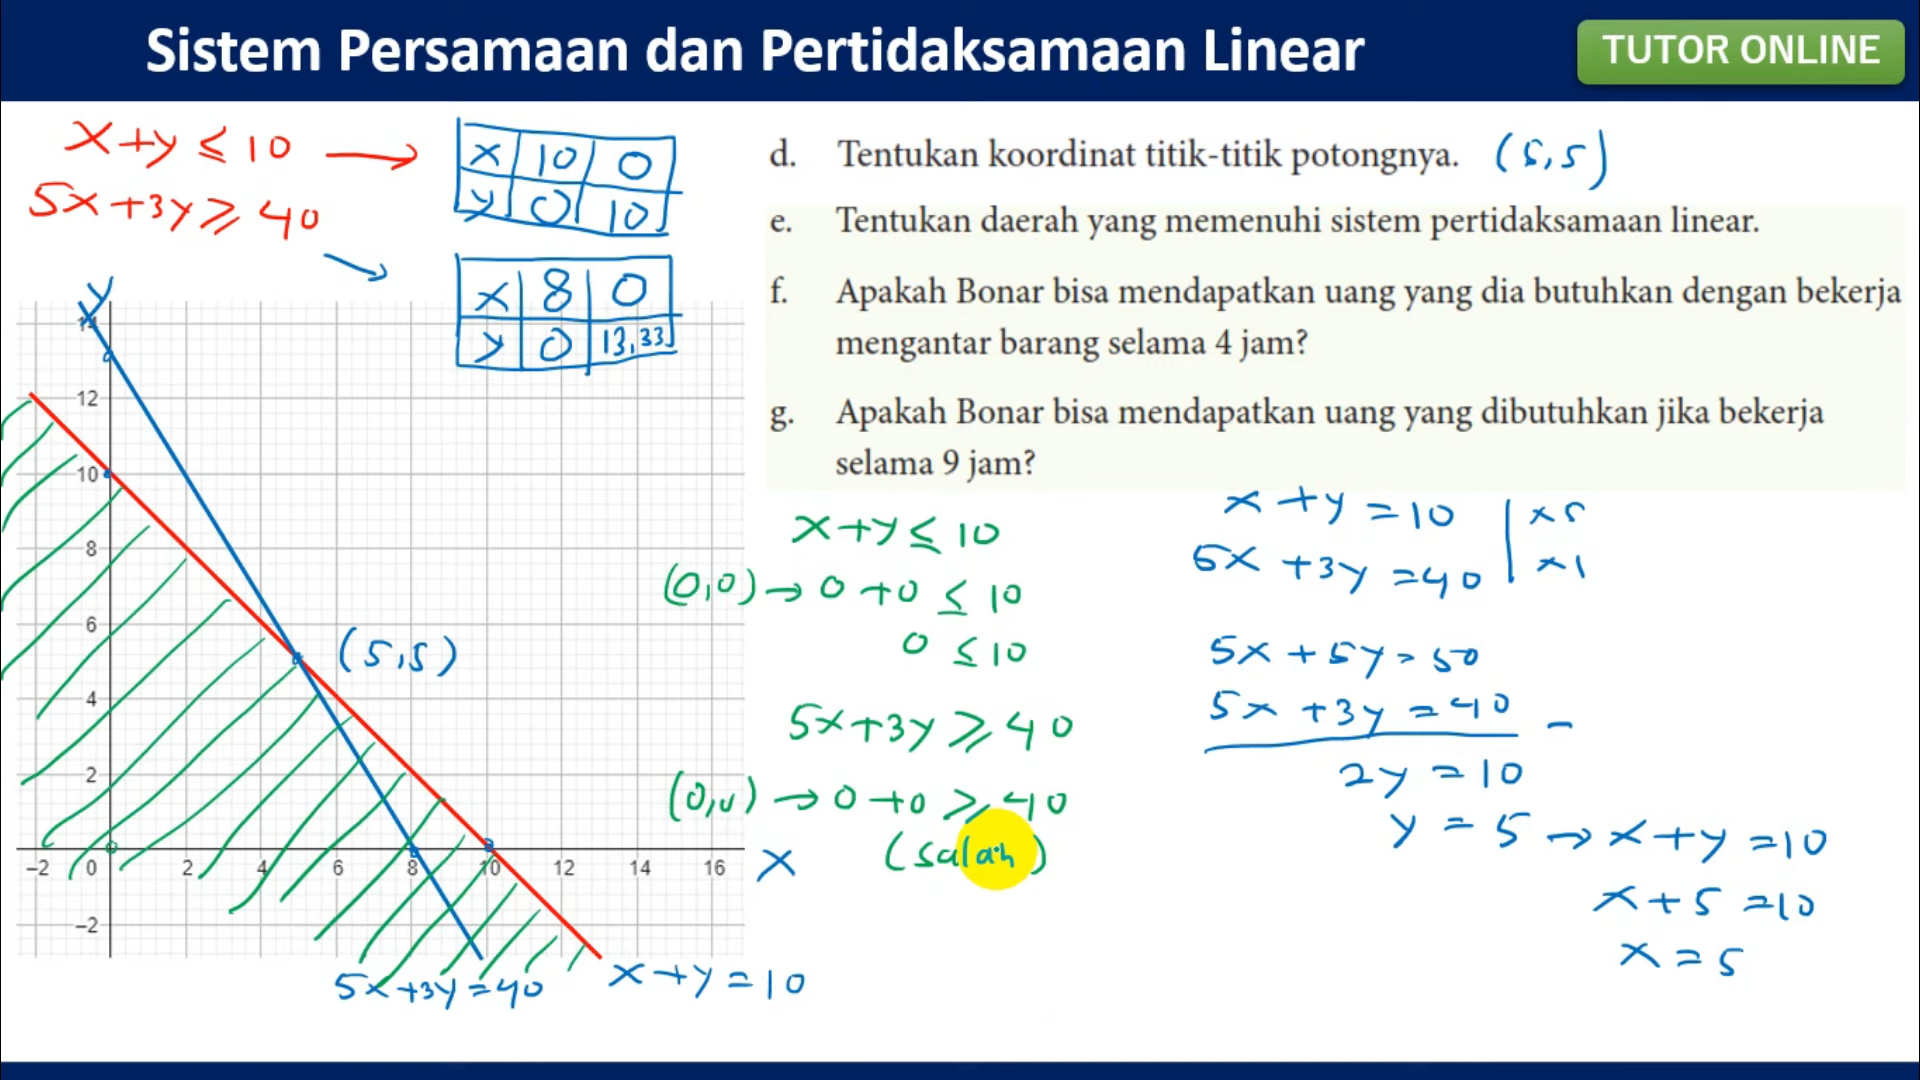 Sistem Persamaan dan Pertidaksamaan Linear
TUTOR ONLINE
x+y ≤ 10
5x+3y ≥ 40
x 10 0
y 0 10
x 8 0
y 0 13,33
d. Tentukan koordinat titik-titik potongnya. (5,5)
e. Tentukan daerah yang memenuhi sistem pertidaksamaan linear.
f. Apakah Bonar bisa mendapatkan uang yang dia butuhkan dengan bekerja
mengantar barang selama 4 jam?
g. Apakah Bonar bisa mendapatkan uang yang dibutuhkan jika bekerja
selama 9 jam?
y
14
12
10
8
6
4
2
-2
−2 0 2 4 6 8 10 12 14 16 x
(5,5)
5x+3y=40
x+y=10
x+y ≤ 10
(0,0) → 0+0 ≤ 10
0 ≤ 10
5x+3y ≥ 40
(0,0) → 0+0 ≥ 40
(salah)
x+y=10 | x5
5x+3y=40 | x1
5x+5y=50
5x+3y=40 −
2y=10
y=5 → x+y=10
x+5=10
x=5